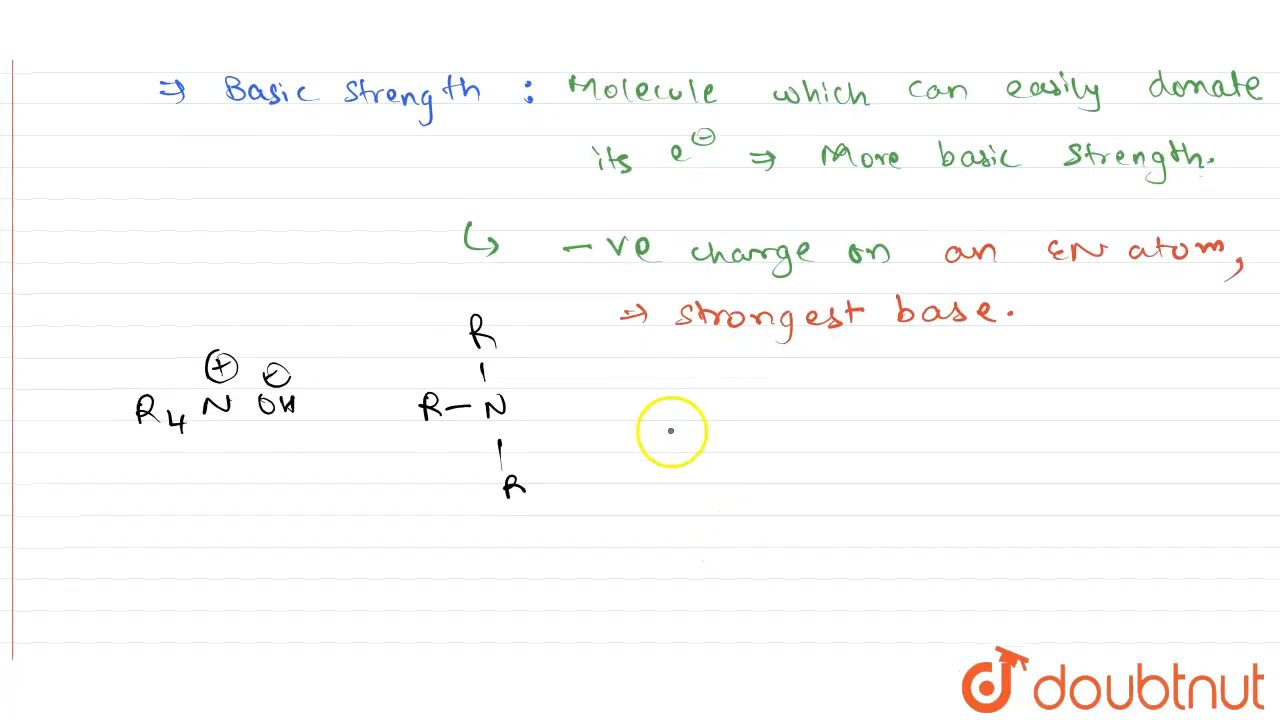 ⇒ Basic strength : Molecule which can easily donate
its e⊖ ⇒ More basic strength.
↳ -ve charge on an EN atom,
⇒ strongest base.
R
⊕ ⊖
R4 N OH R-N
R
doubtnut